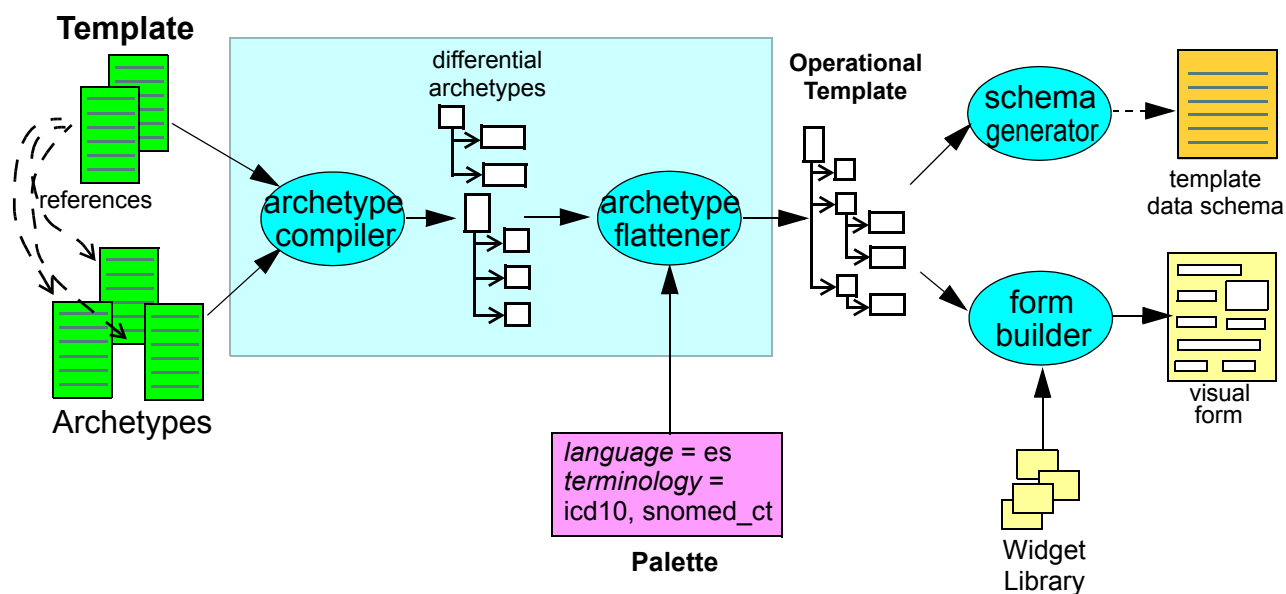 Template
references
Archetypes
archetype
compiler
differential
archetypes
archetype
flattener
language = es
terminology =
icd10, snomed_ct
Palette
Operational
Template
schema
generator
template
data schema
form
builder
visual
form
Widget
Library